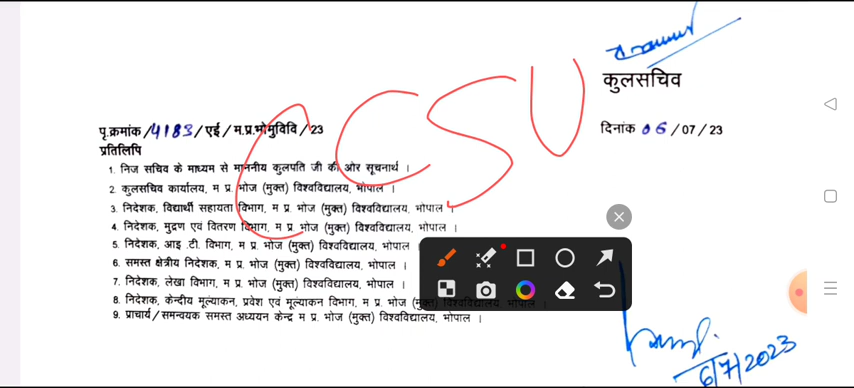 कुलसचिव
पृ.क्रमांक/4183/एई/म.प्र.भोमुविवि/23
दिनांक 06/07/23
प्रतिलिपि
1. निज सचिव के माध्यम से माननीय कुलपति जी की ओर सूचनार्थ ।
2. कुलसचिव कार्यालय, म प्र. भोज (मुक्त) विश्वविद्यालय, भोपाल ।
3. निदेशक, विद्यार्थी सहायता विभाग, म प्र. भोज (मुक्त) विश्वविद्यालय, भोपाल ।
4. निदेशक, मुद्रण एवं वितरण विभाग, म प्र. भोज (मुक्त) विश्वविद्यालय, भोपाल ।
5. निदेशक, आइ .टी. विभाग, म प्र. भोज (मुक्त) विश्वविद्यालय, भोपाल
6. समस्त क्षेत्रीय निदेशक, म प्र. भोज (मुक्त) विश्वविद्यालय, भोपाल ।
7. निदेशक, लेखा विभाग, म प्र. भोज (मुक्त) विश्वविद्यालय, भोपाल ।
8. निदेशक, केन्दीय मूल्याकन, प्रवेश एवं मूल्याकन विभाग, म प्र. भोज (मुक्त) विश्वविद्यालय, भोपाल ।
9. प्राचार्य/समन्वयक समस्त अध्ययन केन्द्र म प्र. भोज (मुक्त) विश्वविद्यालय, भोपाल ।
CCSU
6/7/2023